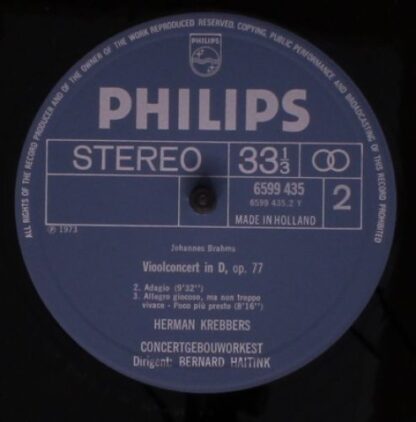 ALL RIGHTS OF THE RECORD PRODUCER AND OF THE OWNER OF THE WORK REPRODUCED RESERVED. COPYING, PUBLIC PERFORMANCE AND BROADCASTING OF THIS RECORD PROHIBITED
PHILIPS
PHILIPS
STEREO 33⅓
6599 435
6599 435.2 Y
2
MADE IN HOLLAND
℗ 1973
Johannes Brahms
Vioolconcert in D, op. 77
2. Adagio (9'32'')
3. Allegro giocoso, ma non troppo
vivace - Poco più presto (8'16'')
HERMAN KREBBERS
CONCERTGEBOUWORKEST
Dirigent: BERNARD HAITINK